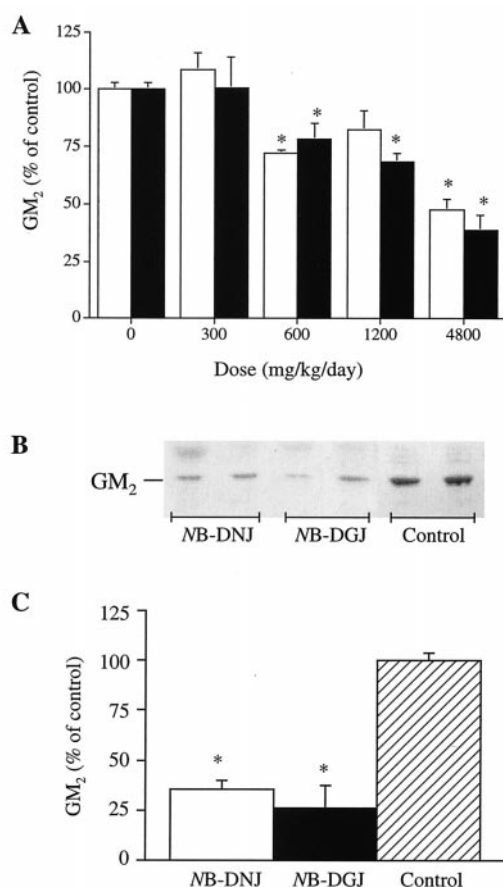 A
125
100
75
50
25
0
GM₂ (% of control)
* * * * *
0 300 600 1200 4800
Dose (mg/kg/day)
B
GM₂
NB-DNJ NB-DGJ Control
C
125
100
75
50
25
0
GM₂ (% of control)
* *
NB-DNJ NB-DGJ Control